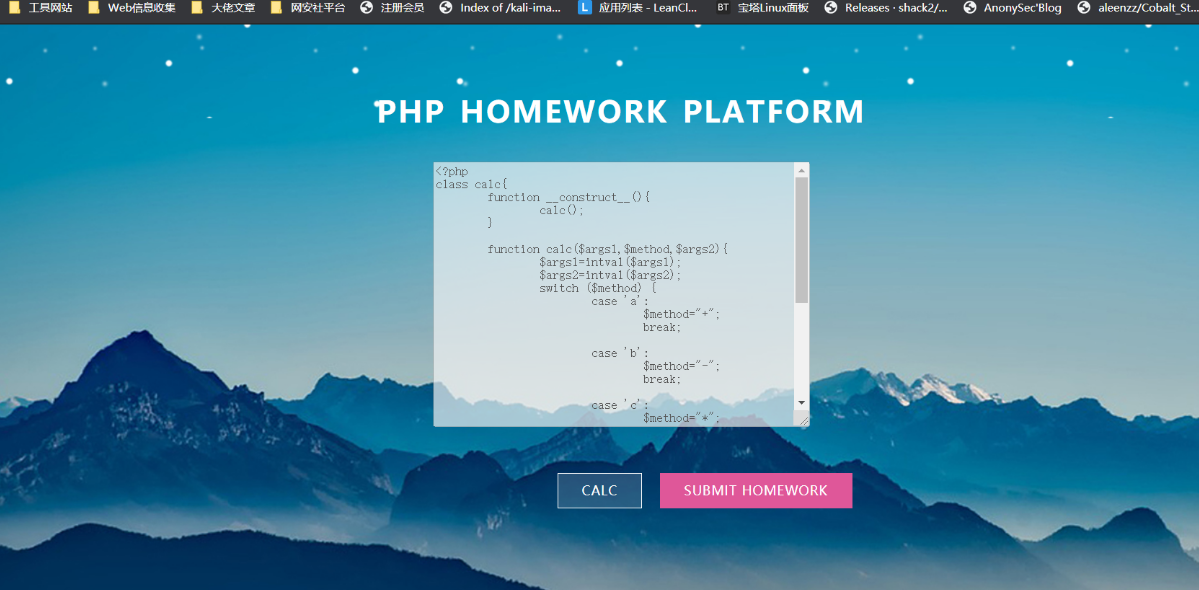 工具网站 Web信息收集 大佬文章 网安社平台 注册会员 Index of /kali-ima... L 应用列表 - LeanCl... BT 宝塔Linux面板 Releases · shack2/... AnonySec'Blog aleenzz/Cobalt_St...
PHP HOMEWORK PLATFORM
<?php
class calc{
        function __construct__(){
                calc();
        }
        function calc($args1,$method,$args2){
                $args1=intval($args1);
                $args2=intval($args2);
                switch ($method) {
                        case 'a':
                                $method="+";
                                break;
                        case 'b':
                                $method="-";
                                break;
                        case 'c':
                                $method="*";
CALC SUBMIT HOMEWORK